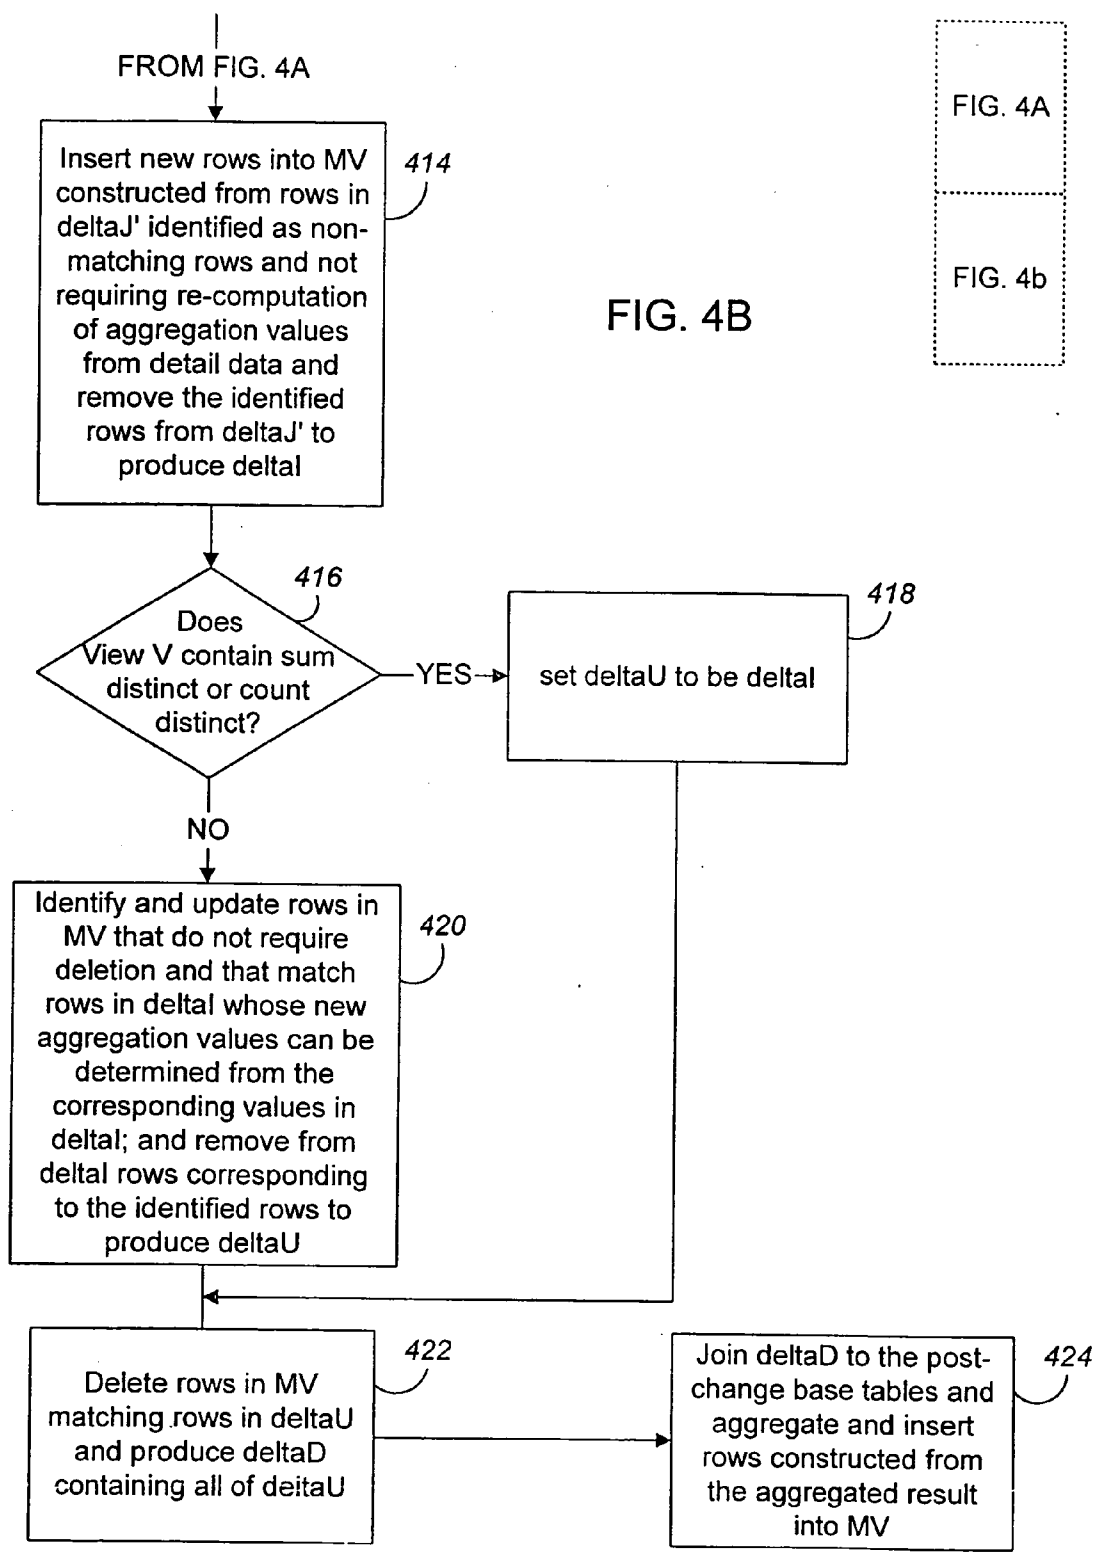 FROM FIG. 4A
FIG. 4A
FIG. 4b
FIG. 4B
Insert new rows into MV
constructed from rows in
deltaJ' identified as non-
matching rows and not
requiring re-computation
of aggregation values
from detail data and
remove the identified
rows from deltaJ' to
produce deltaI
414
Does
View V contain sum
distinct or count
distinct?
416
YES
set deltaU to be deltaI
418
NO
Identify and update rows in
MV that do not require
deletion and that match
rows in deltaI whose new
aggregation values can be
determined from the
corresponding values in
deltaI; and remove from
deltaI rows corresponding
to the identified rows to
produce deltaU
420
Delete rows in MV
matching rows in deltaU
and produce deltaD
containing all of deltaU
422
Join deltaD to the post-
change base tables and
aggregate and insert
rows constructed from
the aggregated result
into MV
424